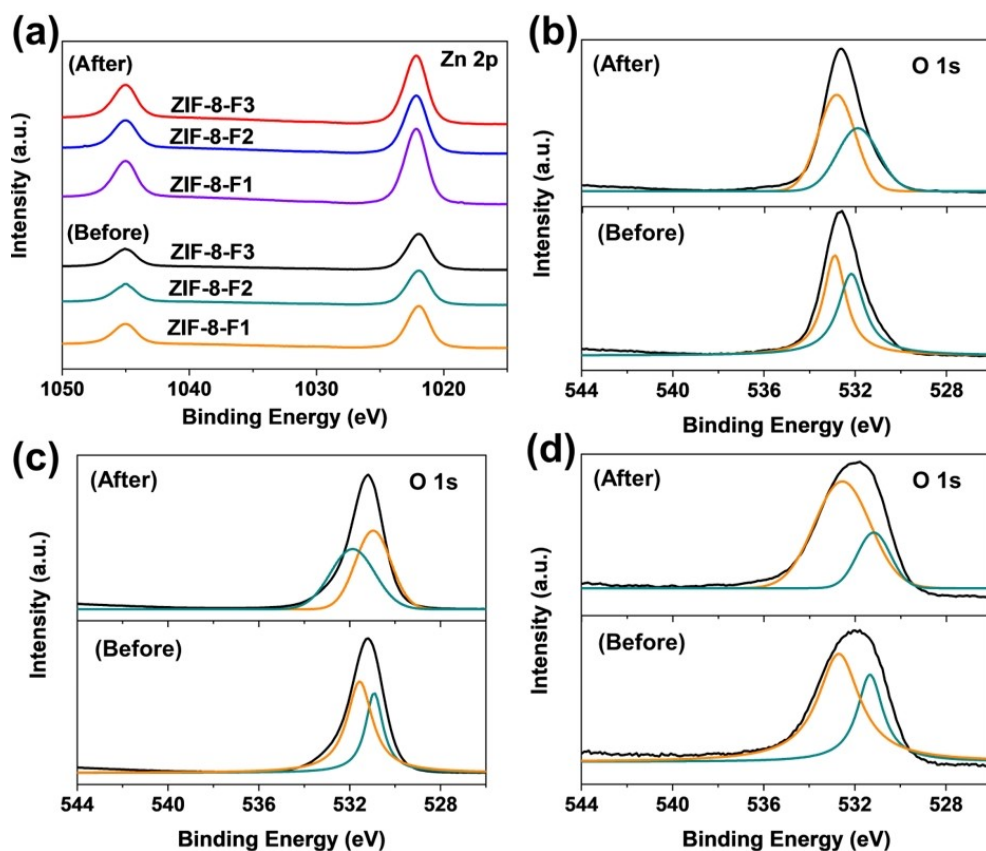 (a)
Zn 2p
(After)
ZIF-8-F3
ZIF-8-F2
ZIF-8-F1
(Before)
ZIF-8-F3
ZIF-8-F2
ZIF-8-F1
Intensity (a.u.)
1050 1040 1030 1020
Binding Energy (eV)
(b)
(After)
O 1s
(Before)
Intensity (a.u.)
544 540 536 532 528
Binding Energy (eV)
(c)
(After)
O 1s
(Before)
Intensity (a.u.)
544 540 536 532 528
Binding Energy (eV)
(d)
(After)
O 1s
(Before)
Intensity (a.u.)
544 540 536 532 528
Binding Energy (eV)